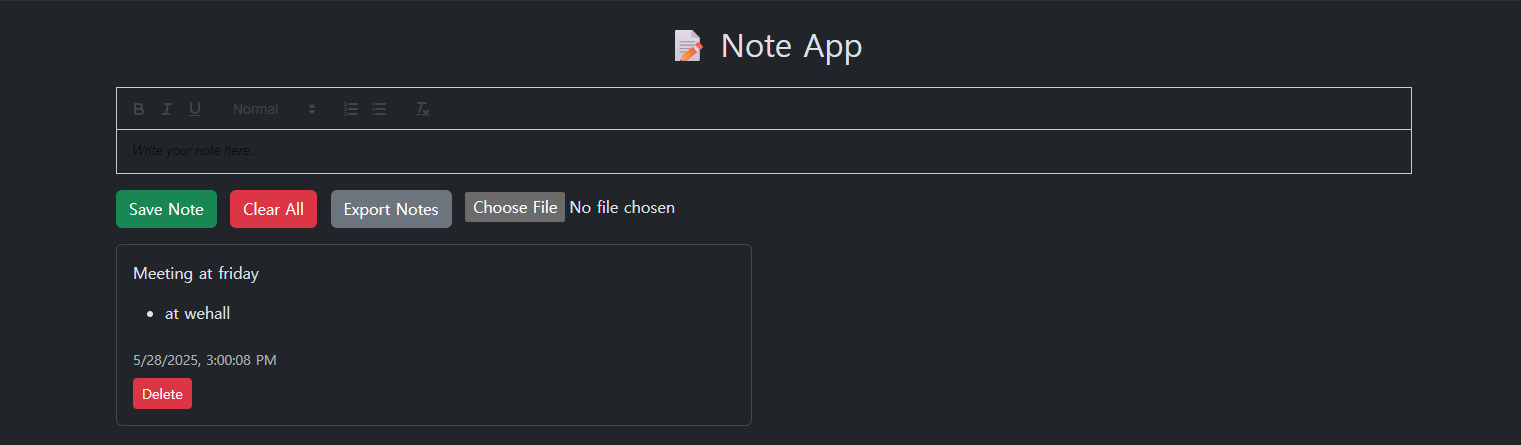 Note App
B I U Normal
Write your note here...
Save Note Clear All Export Notes Choose File No file chosen
Meeting at friday
at wehall
5/28/2025, 3:00:08 PM
Delete